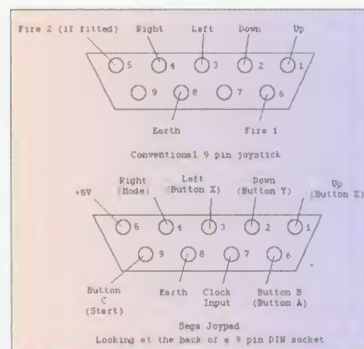 Fire 2 (if fitted) Right Left Down Up
5 4 3 2 1
9 8 7 6
Earth Fire 1
Conventional 9 pin joystick
+5V Right (Mode) Left (Button X) Down (Button Y) Up (Button Z)
5 4 3 2 1
9 8 7 6
Button C (Start) Earth Clock Input Button B (Button A)
Sega Joypad
Looking at the back of a 9 pin DIN socket